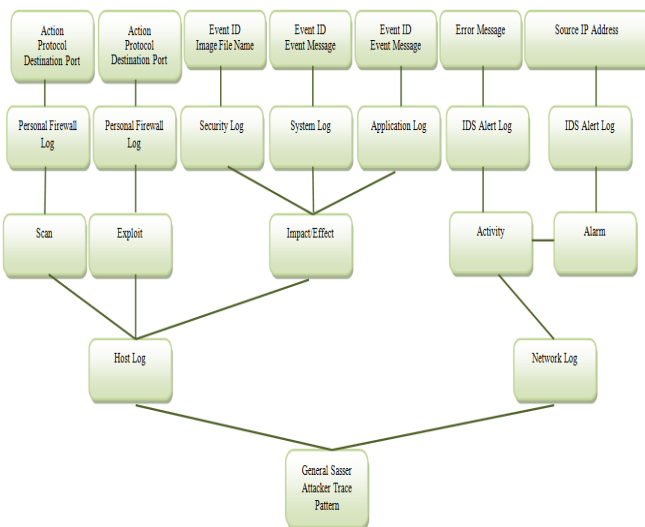 Action
Protocol
Destination Port
Action
Protocol
Destination Port
Event ID
Image File Name
Event ID
Event Message
Event ID
Event Message
Error Message
Source IP Address
Personal Firewall
Log
Personal Firewall
Log
Security Log
System Log
Application Log
IDS Alert Log
IDS Alert Log
Scan
Exploit
Impact/Effect
Activity
Alarm
Host Log
Network Log
General Sasser
Attacker Trace
Pattern